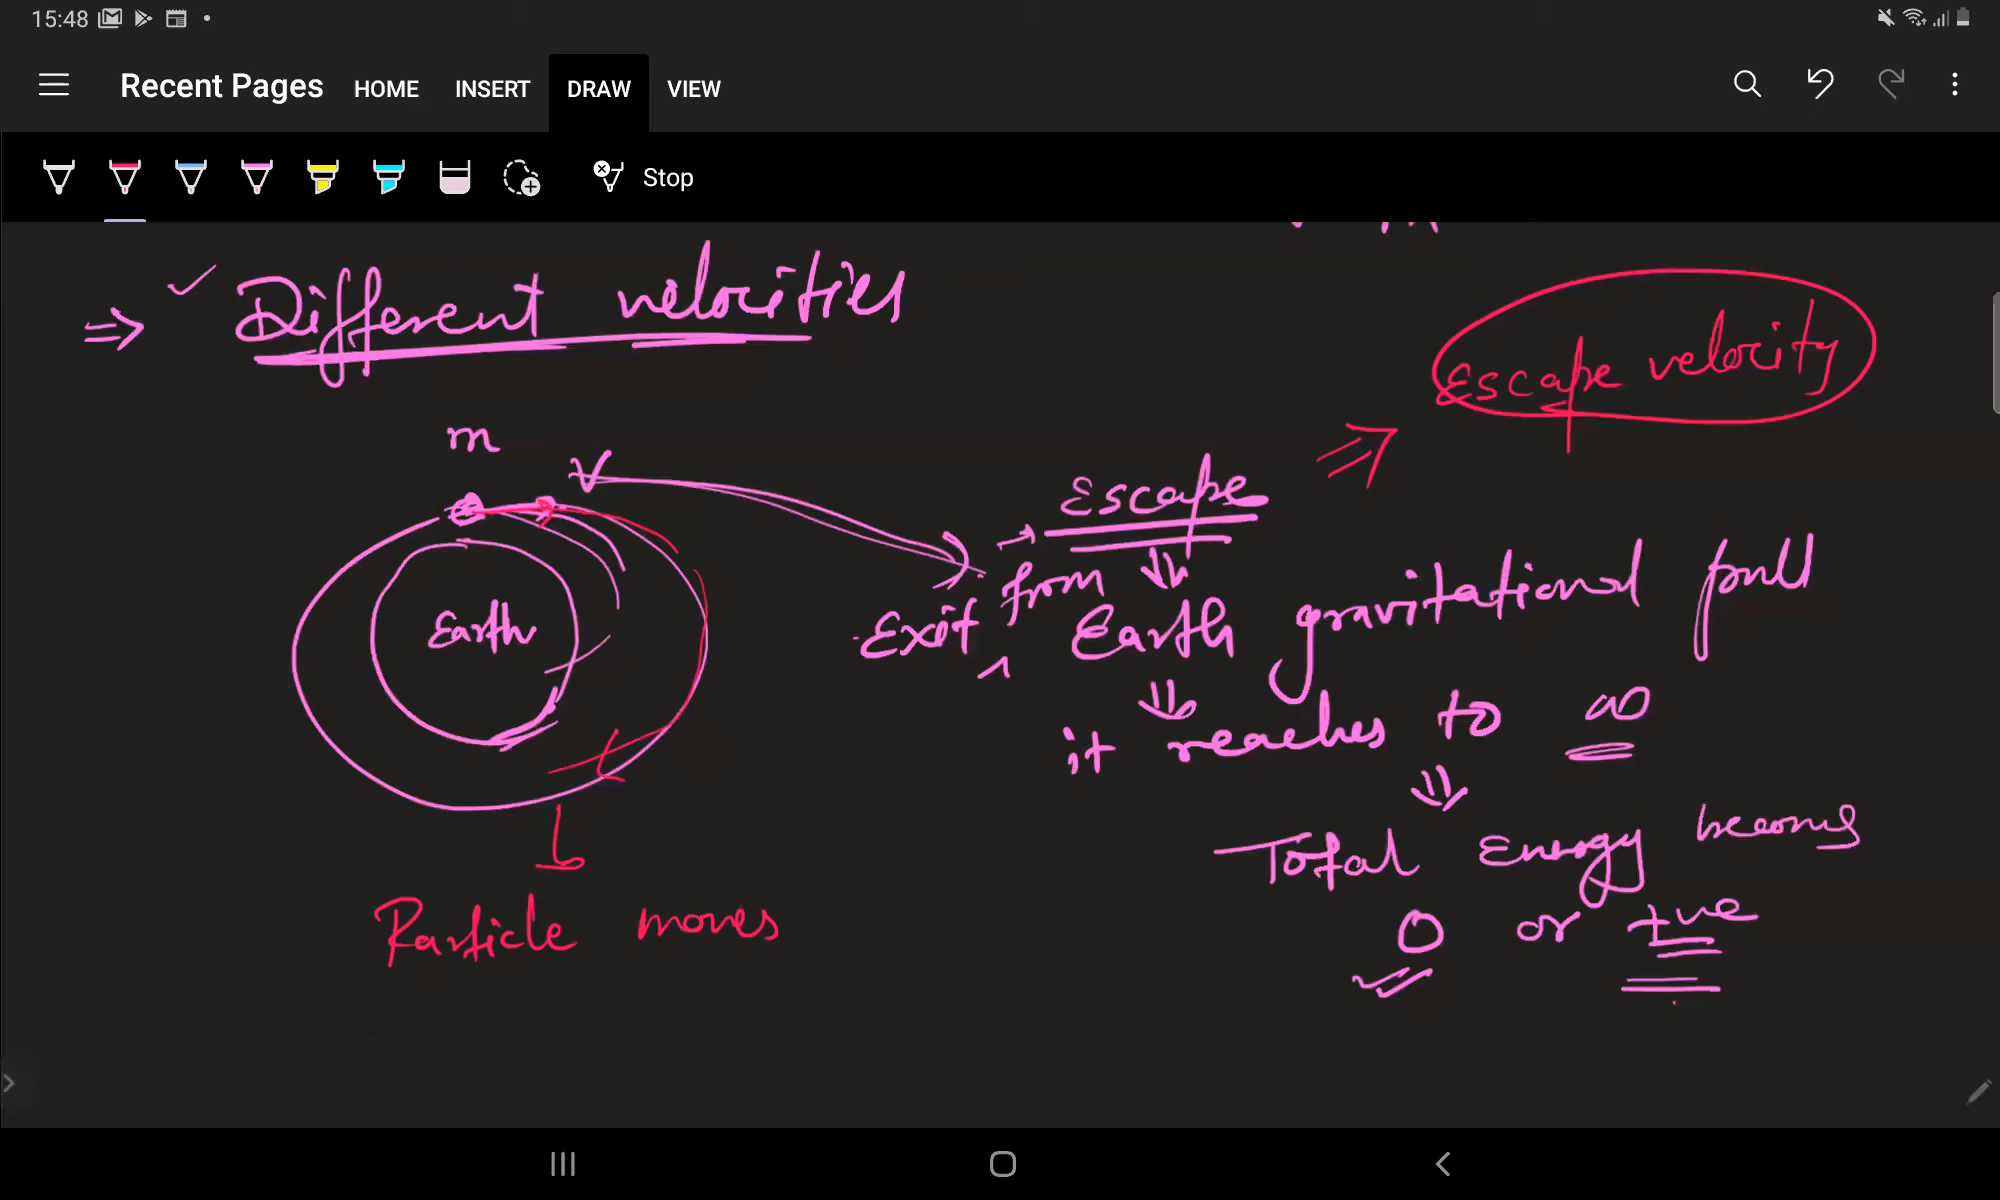 15:48
Recent Pages HOME INSERT DRAW VIEW
Stop
⇒ ✓ Different velocities
Escape velocity
m
v
→ Escape
Exit from Earth gravitational pull
Earth
it reaches to ∞
Total Energy becomes
0 or +ve
Particle moves